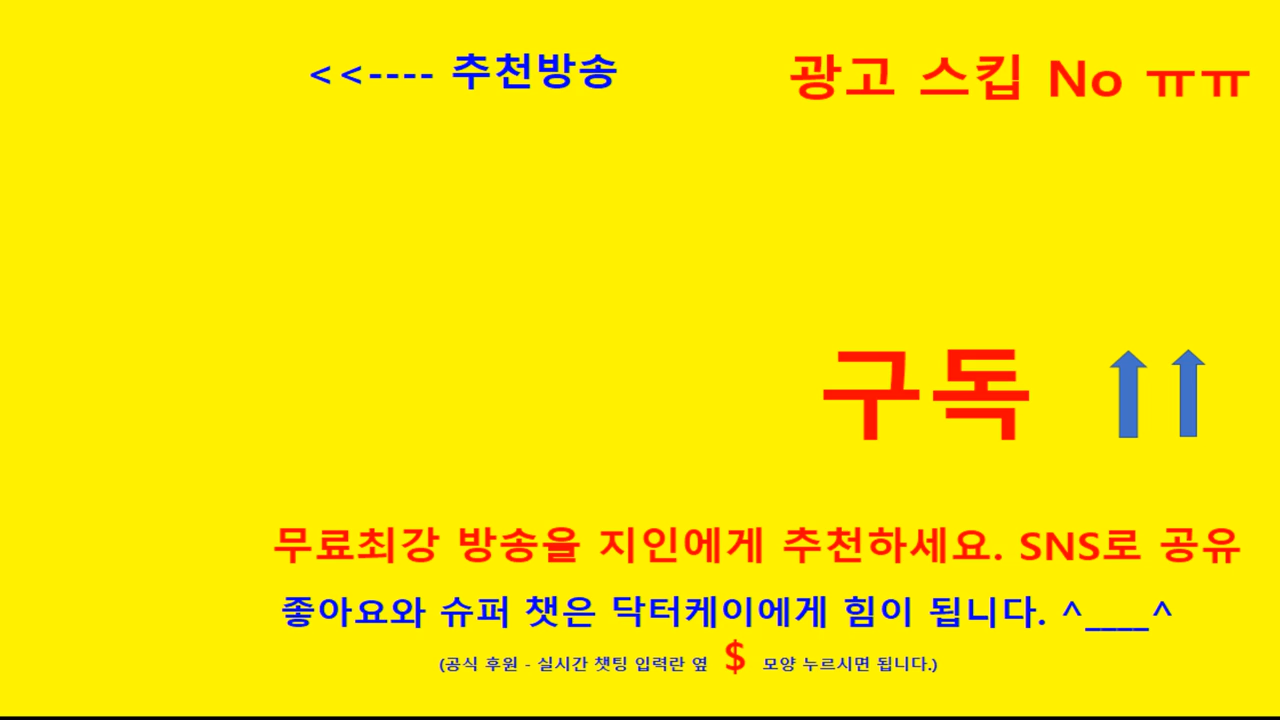 <<---- 추천방송
광고 스킵 No ㅠㅠ
구독
무료최강 방송을 지인에게 추천하세요. SNS로 공유
좋아요와 슈퍼 챗은 닥터케이에게 힘이 됩니다. ^____^
(공식 후원 - 실시간 챗팅 입력란 옆 $ 모양 누르시면 됩니다.)